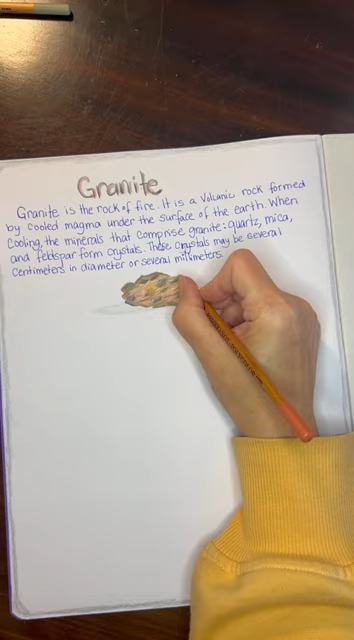 Granite
Granite is the rock of fire. It is a Volcanic rock formed
by cooled magma under the surface of the earth. When
Cooling, the minerals that comprise granite: quartz, mica,
and feldspar form crystals. These crystals may be several
Centimeters in diameter or several milimeters.